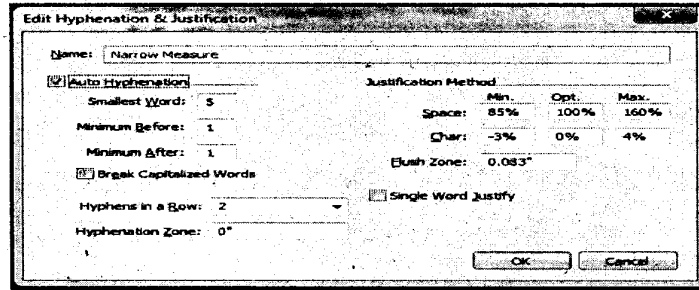 Edit Hyphenation & Justification
Name: Narrow Measure
Auto Hyphenation
Smallest Word: 5
Minimum Before: 1
Minimum After: 1
Break Capitalized Words
Hyphens in a Row: 2
Hyphenation Zone: 0"
Justification Method
Min. Opt. Max.
Space: 85% 100% 160%
Char: -3% 0% 4%
Flush Zone: 0.083"
Single Word Justify
OK Cancel